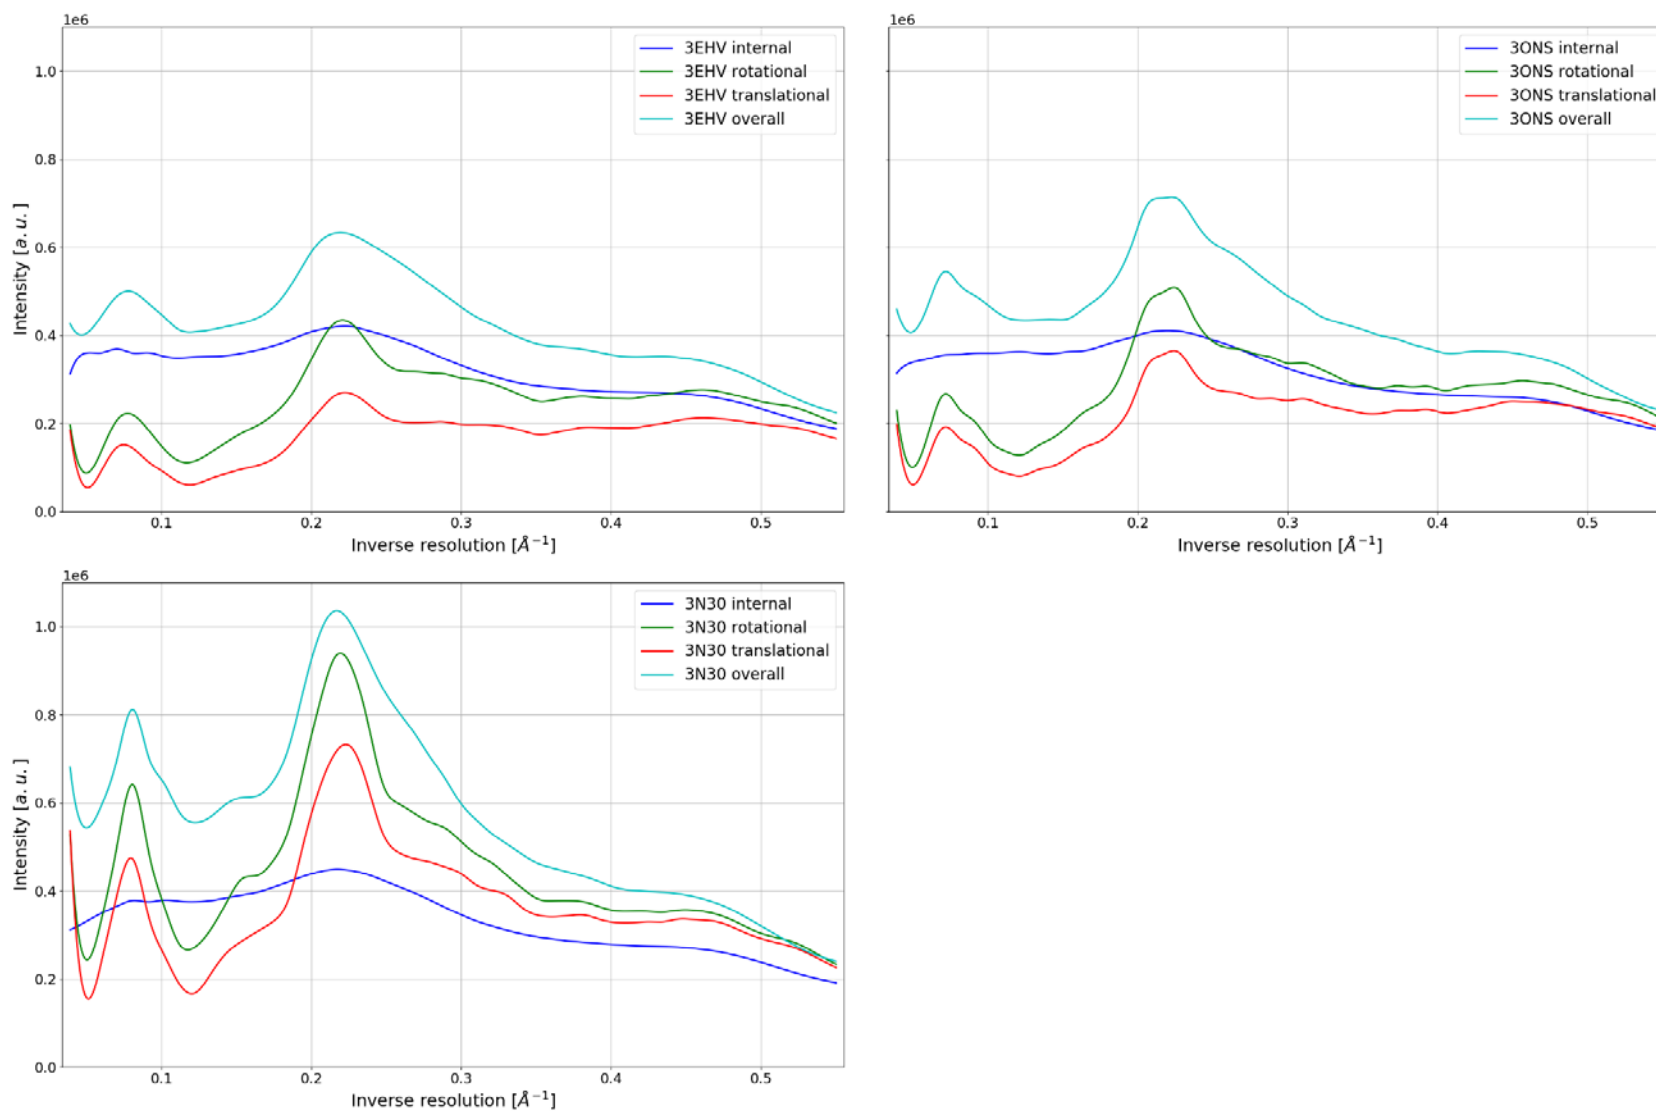 1e6
3EHV internal
3EHV rotational
3EHV translational
3EHV overall
1.0
0.8
0.6
0.4
0.2
0.0
Intensity [a.u.]
0.1 0.2 0.3 0.4 0.5
Inverse resolution [Å⁻¹]
1e6
3ONS internal
3ONS rotational
3ONS translational
3ONS overall
0.1 0.2 0.3 0.4 0.5
Inverse resolution [Å⁻¹]
1e6
3N30 internal
3N30 rotational
3N30 translational
3N30 overall
1.0
0.8
0.6
0.4
0.2
0.0
Intensity [a.u.]
0.1 0.2 0.3 0.4 0.5
Inverse resolution [Å⁻¹]